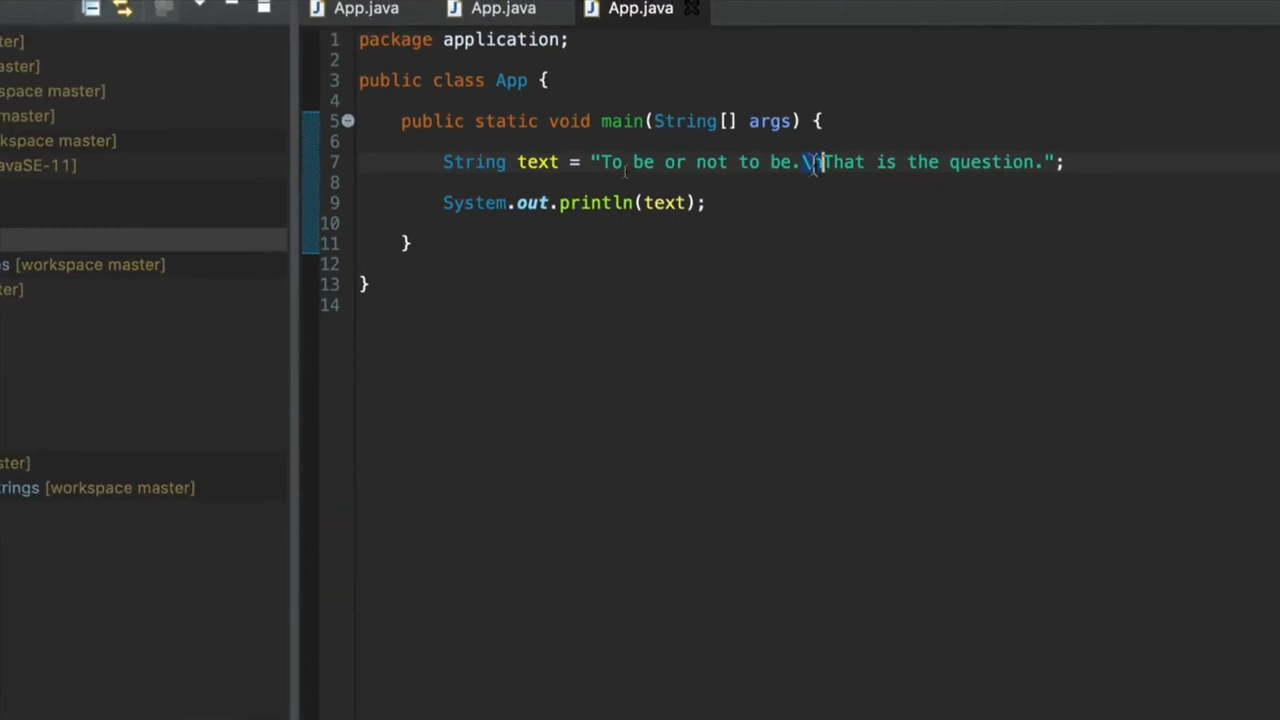 App.java
App.java
App.java
ter]
aster]
space master]
master]
kspace master]
avaSE-11]
s [workspace master]
ter]
ster]
rings [workspace master]
1 package application;
2
3 public class App {
4
5 public static void main(String[] args) {
6
7 String text = "To be or not to be.\nThat is the question.";
8
9 System.out.println(text);
10
11 }
12
13 }
14